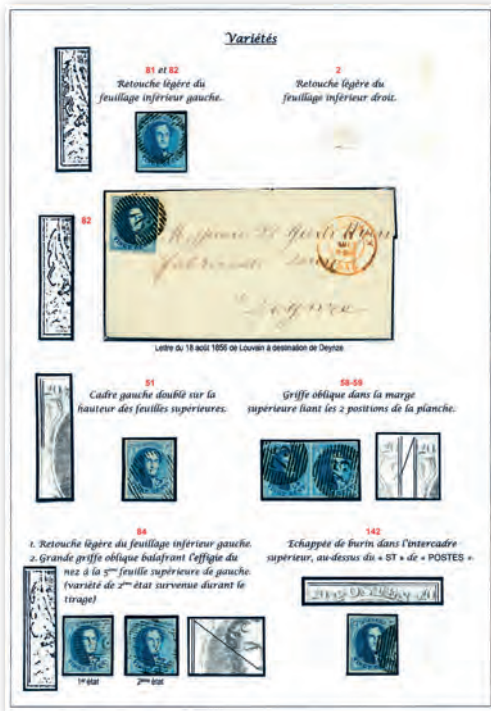 Variétés
81 et 82
Retouche légère du
feuillage inférieur gauche.
2
Retouche légère du
feuillage inférieur droit.
82
Lettre du 18 août 1856 de Louvain à destination de Deynze.
51
Cadre gauche doublé sur la
hauteur des feuilles supérieures.
58-59
Griffe oblique dans la marge
supérieure liant les 2 positions de la planche.
84
1. Retouche légère du feuillage inférieur gauche.
2. Grande griffe oblique balafrant l'effigie du
nez à la 5ème feuille supérieure de gauche.
(variété de 2ème état survenue durant le
tirage)
1er état
2ème état
142
Echappée de burin dans l'intercadre
supérieur, au-dessus du « ST » de « POSTES ».